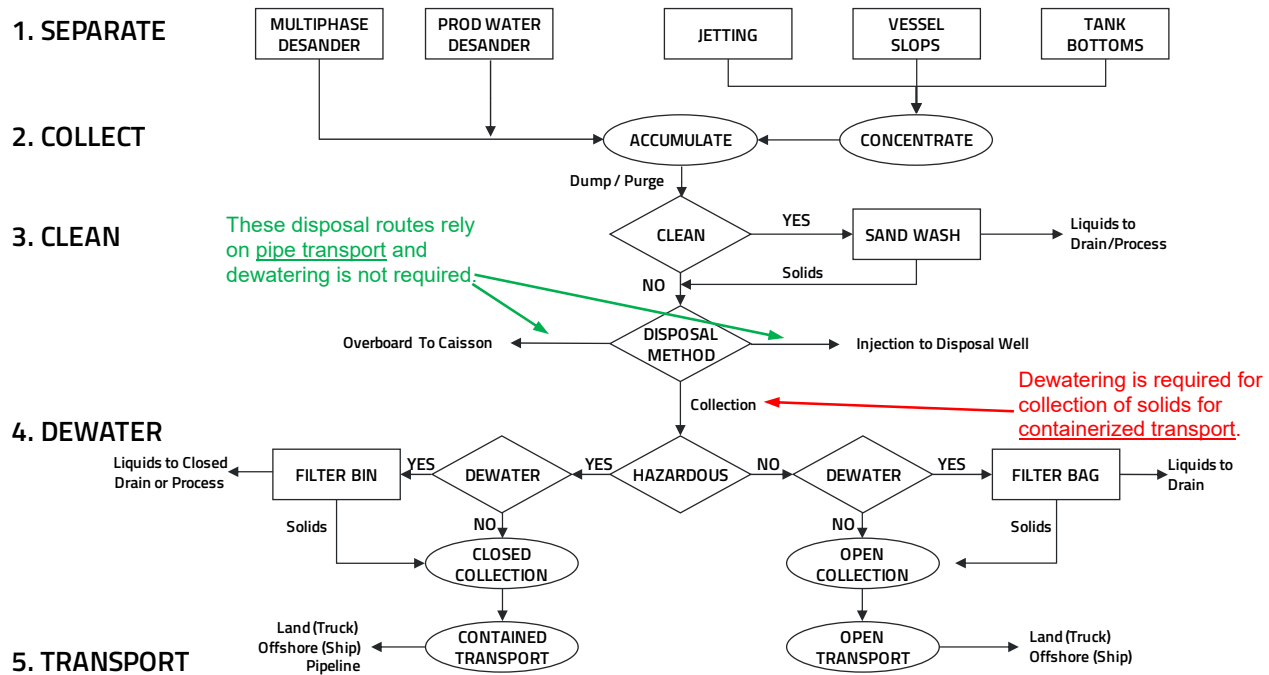 1. SEPARATE
MULTIPHASE
DESANDER
PROD WATER
DESANDER
JETTING
VESSEL
SLOPS
TANK
BOTTOMS
2. COLLECT
ACCUMULATE
CONCENTRATE
Dump / Purge
3. CLEAN
These disposal routes rely
on pipe transport and
dewatering is not required.
CLEAN
YES
SAND WASH
Liquids to
Drain/Process
NO
Solids
Overboard To Caisson
DISPOSAL
METHOD
Injection to Disposal Well
Collection
Dewatering is required for
collection of solids for
containerized transport.
4. DEWATER
Liquids to Closed
Drain or Process
FILTER BIN
YES
DEWATER
YES
HAZARDOUS
NO
DEWATER
YES
FILTER BAG
Liquids to
Drain
Solids
NO
NO
Solids
CLOSED
COLLECTION
OPEN
COLLECTION
Land (Truck)
Offshore (Ship)
Pipeline
CONTAINED
TRANSPORT
OPEN
TRANSPORT
Land (Truck)
Offshore (Ship)
5. TRANSPORT